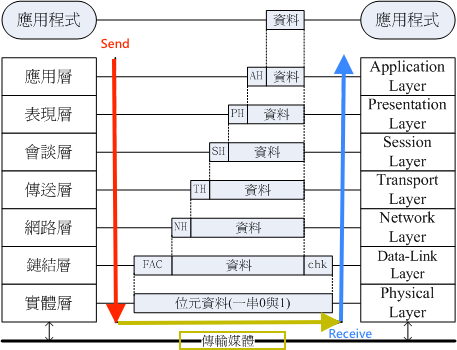 應用程式 資料 應用程式
Send
應用層 AH 資料 Application Layer
表現層 PH 資料 Presentation Layer
會談層 SH 資料 Session Layer
傳送層 TH 資料 Transport Layer
網路層 NH 資料 Network Layer
鏈結層 FAC 資料 chk Data-Link Layer
實體層 位元資料(一串0與1) Physical Layer
Receive
傳輸媒體